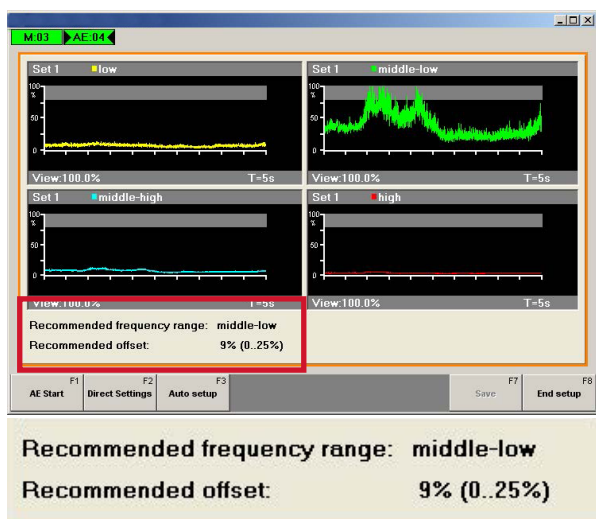 M:03 AE:04
Set 1 low
100
%
50
0
View:100.0% T=5s
Set 1 middle-low
100
%
50
0
View:100.0% T=5s
Set 1 middle-high
100
%
50
0
View:100.0% T=5s
Set 1 high
100
%
50
0
View:100.0% T=5s
Recommended frequency range: middle-low
Recommended offset: 9% (0..25%)
F1 F2 F3 F7 F8
AE Start Direct Settings Auto setup Save End setup
Recommended frequency range: middle-low
Recommended offset: 9% (0..25%)